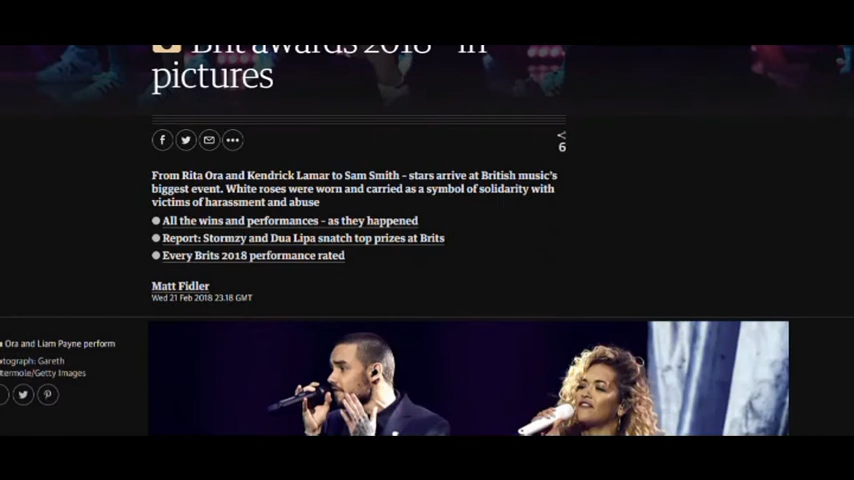 Brit awards 2018 – in
pictures
6
From Rita Ora and Kendrick Lamar to Sam Smith – stars arrive at British music's
biggest event. White roses were worn and carried as a symbol of solidarity with
victims of harassment and abuse
All the wins and performances – as they happened
Report: Stormzy and Dua Lipa snatch top prizes at Brits
Every Brits 2018 performance rated
Matt Fidler
Wed 21 Feb 2018 23.18 GMT
Ora and Liam Payne perform
otograph: Gareth
ttermole/Getty Images